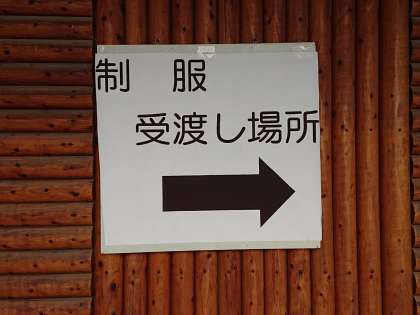 制　服
受渡し場所